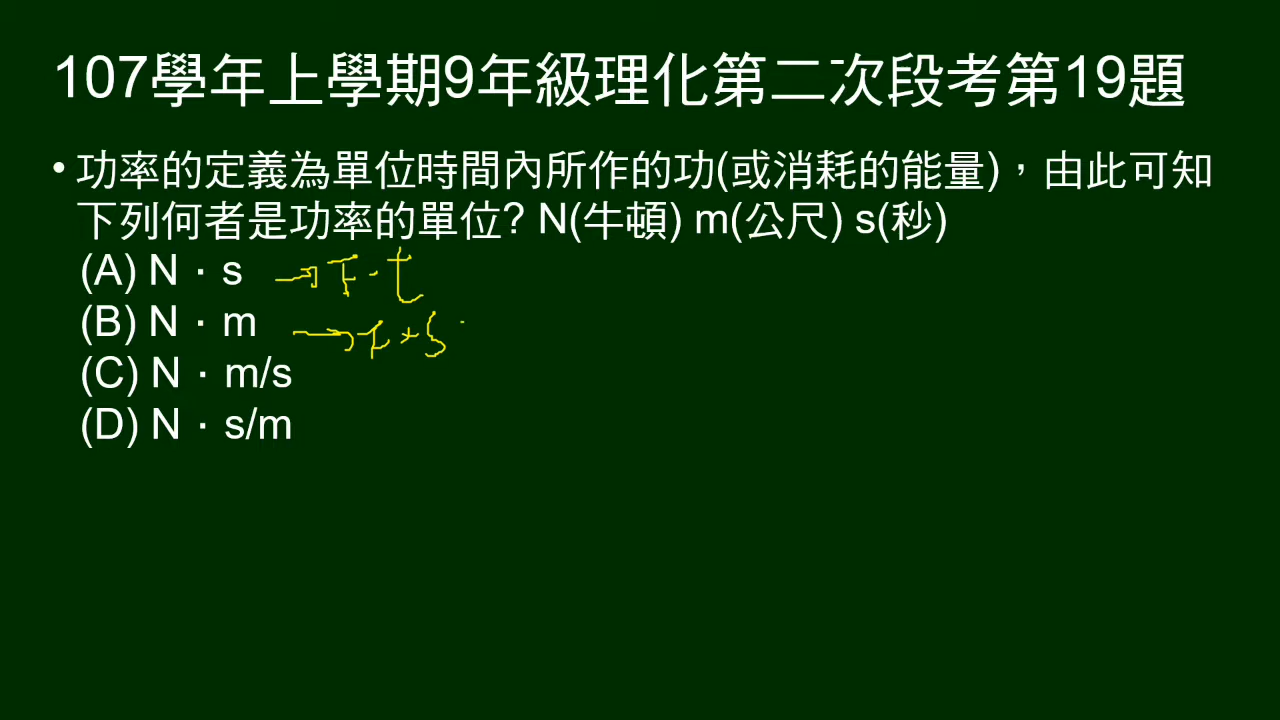 107學年上學期9年級理化第二次段考第19題
• 功率的定義為單位時間內所作的功(或消耗的能量)，由此可知
下列何者是功率的單位? N(牛頓) m(公尺) s(秒)
(A) N · s → F · t
(B) N · m → F × S
(C) N · m/s
(D) N · s/m